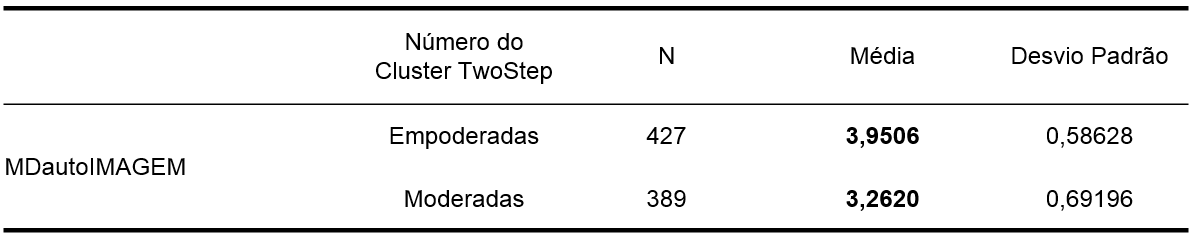 Número do
Cluster TwoStep N Média Desvio Padrão
MDautoIMAGEM
Empoderadas 427 3,9506 0,58628
Moderadas 389 3,2620 0,69196